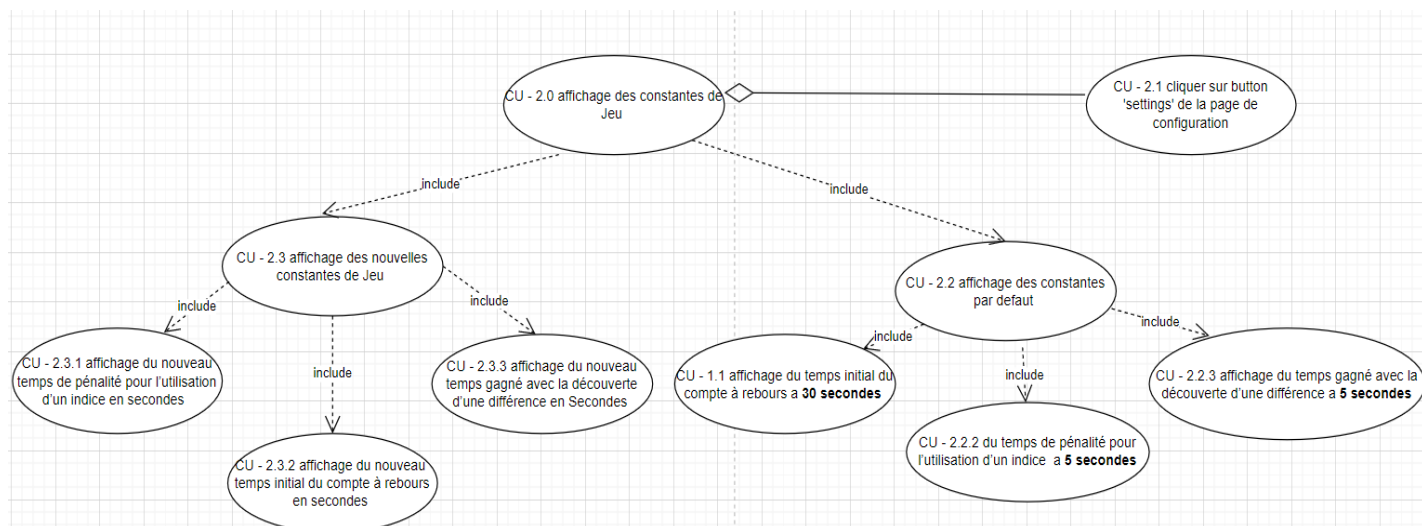 CU - 2.0 affichage des constantes de
Jeu
CU - 2.1 cliquer sur button
'settings' de la page de
configuration
include
include
CU - 2.3 affichage des nouvelles
constantes de Jeu
CU - 2.2 affichage des constantes
par defaut
include
include
include
include
include
include
CU - 2.3.1 affichage du nouveau
temps de pénalité pour l'utilisation
d'un indice en secondes
CU - 2.3.3 affichage du nouveau
temps gagné avec la découverte
d'une différence en Secondes
CU - 1.1 affichage du temps initial du
compte à rebours a 30 secondes
CU - 2.2.3 affichage du temps gagné avec la
découverte d'une différence a 5 secondes
CU - 2.2.2 du temps de pénalité pour
l'utilisation d'un indice a 5 secondes
CU - 2.3.2 affichage du nouveau
temps initial du compte à rebours
en secondes